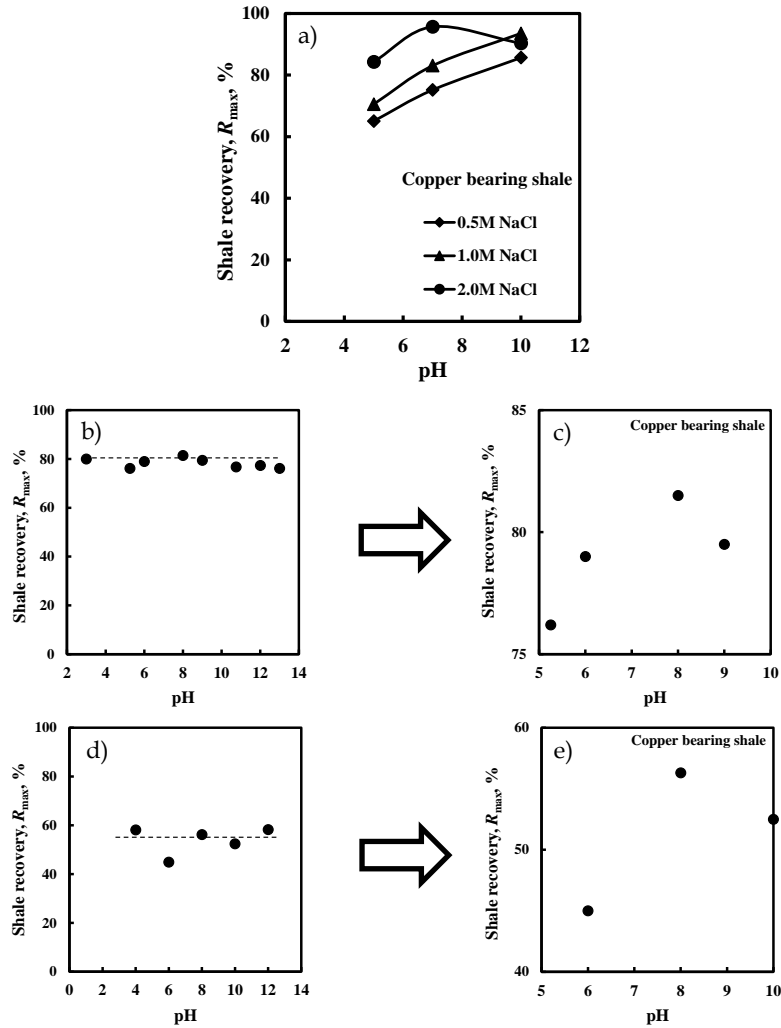 a)
Shale recovery, Rmax, %
100
80
60
40
20
0
2 4 6 8 10 12
pH
Copper bearing shale
0.5M NaCl
1.0M NaCl
2.0M NaCl
b)
Shale recovery, Rmax, %
100
80
60
40
20
0
2 4 6 8 10 12 14
pH
c)
Copper bearing shale
Shale recovery, Rmax, %
85
80
75
5 6 7 8 9 10
pH
d)
Shale recovery, Rmax, %
100
80
60
40
20
0
0 2 4 6 8 10 12 14
pH
e)
Copper bearing shale
Shale recovery, Rmax, %
60
50
40
5 6 7 8 9 10
pH